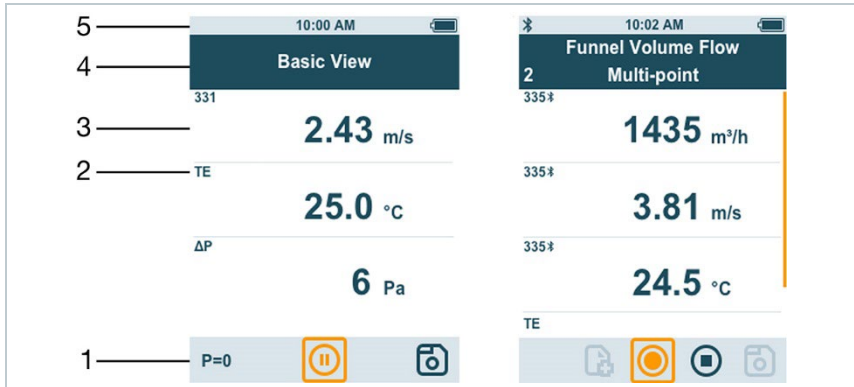 5
10:00 AM
4
Basic View
331
3
2.43 m/s
2
TE
25.0 °C
ΔP
6 Pa
1
P=0
10:02 AM
Funnel Volume Flow
2 Multi-point
335
1435 m³/h
335
3.81 m/s
335
24.5 °C
TE